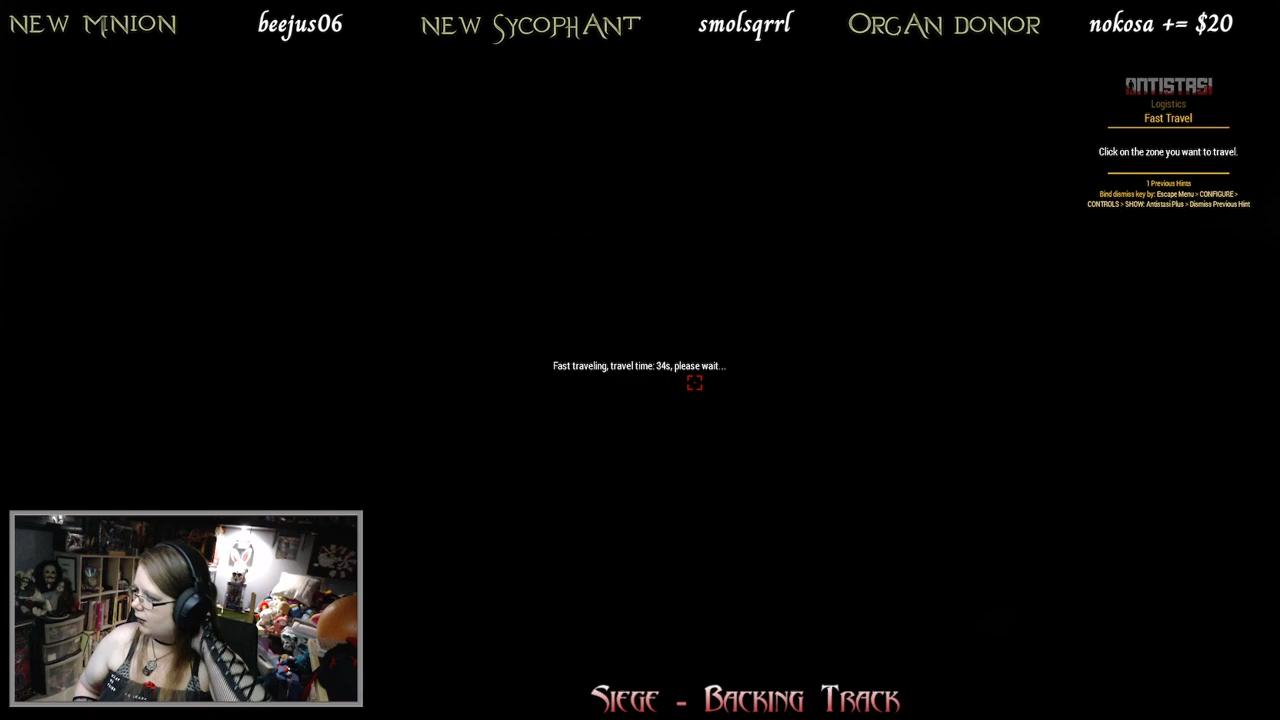 NEW MINION beejus06 NEW SYCOPHANT smolsqrrl ORGAN DONOR nokosa += $20
ANTISTASI
Logistics
Fast Travel
Click on the zone you want to travel.
1 Previous Hints
Bind dismiss key by: Escape Menu > CONFIGURE >
CONTROLS > SHOW: Antistasi Plus > Dismiss Previous Hint
Fast traveling, travel time: 34s, please wait...
SIEGE - BACKING TRACK